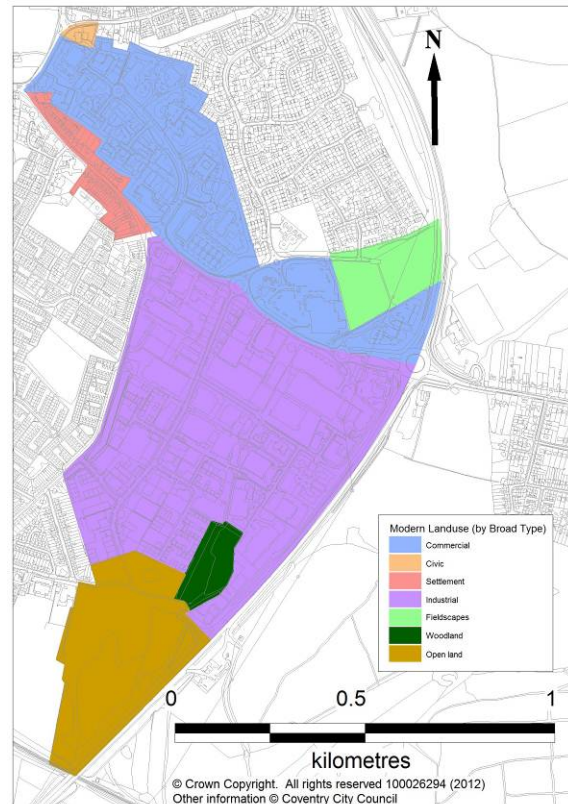 N
Modern Landuse (by Broad Type)
Commercial
Civic
Settlement
Industrial
Fieldscapes
Woodland
Open land
0 0.5 1
kilometres
© Crown Copyright. All rights reserved 100026294 (2012)
Other information © Coventry City Council